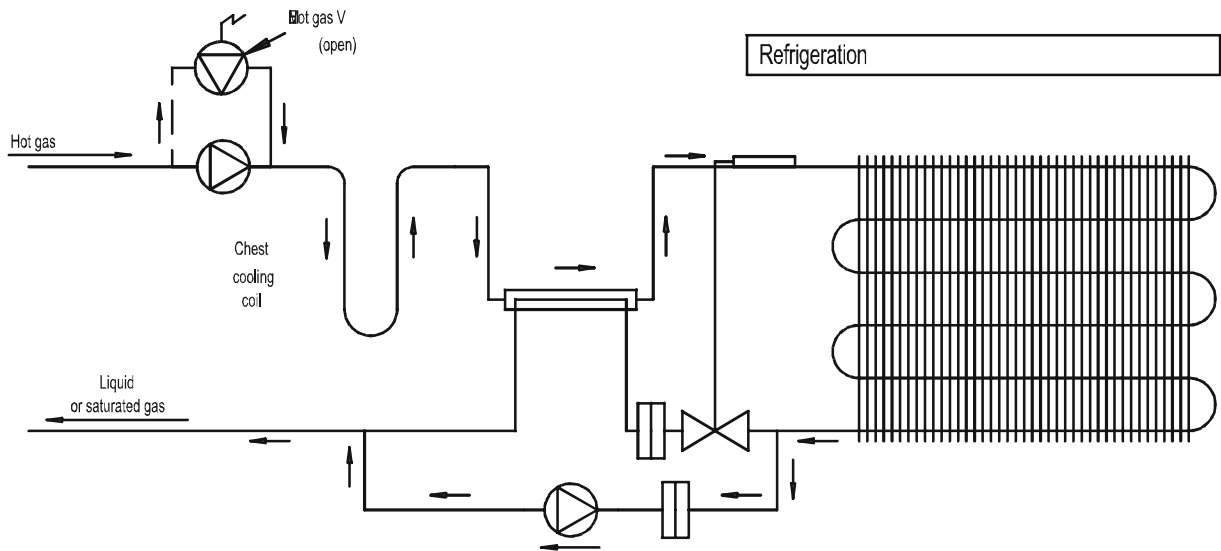 Hot gas V
(open)
Refrigeration
Hot gas
Chest
cooling
coil
Liquid
or saturated gas